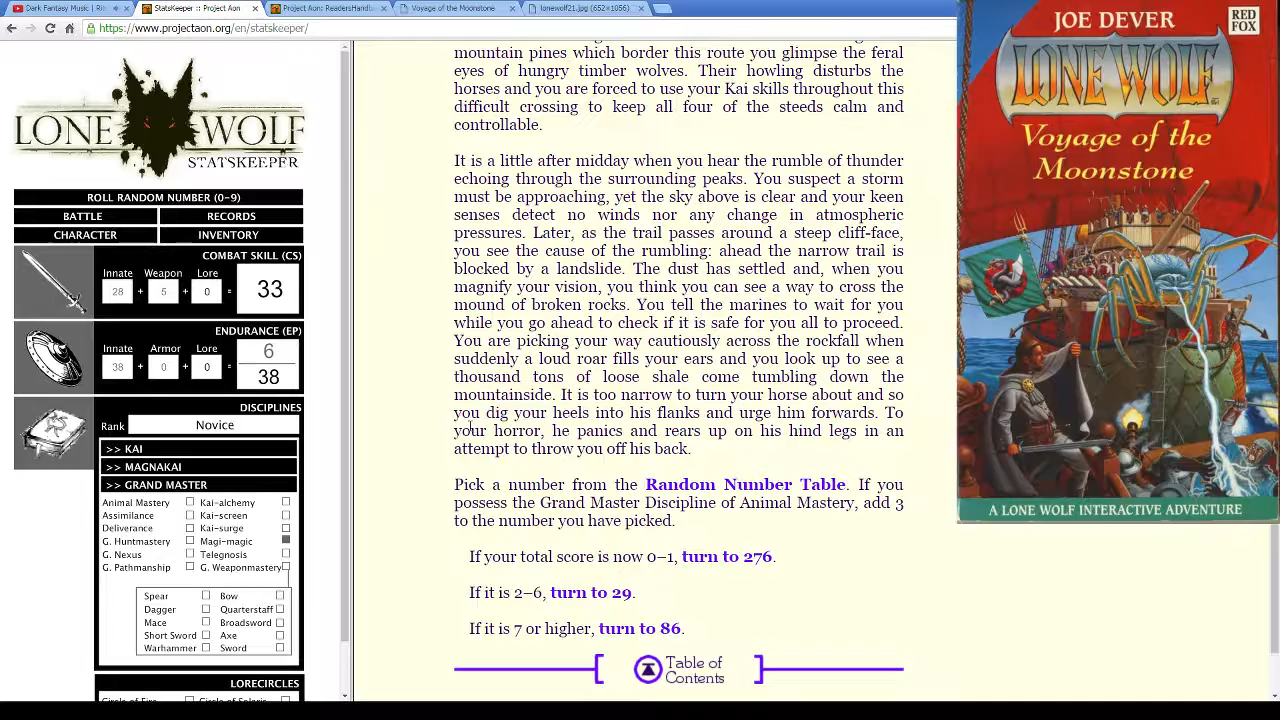 Dark Fantasy Music | Rit
StatsKeeper :: Project Aon
Project Aon: ReadersHandb
Voyage of the Moonstone
lonewolf21.jpg (652×1056)
https://www.projectaon.org/en/statskeeper/
LONE WOLF
STATSKEEPER
ROLL RANDOM NUMBER (0-9)
BATTLE
RECORDS
CHARACTER
INVENTORY
COMBAT SKILL (CS)
Innate Weapon Lore
28 + 5 + 0 = 33
ENDURANCE (EP)
Innate Armor Lore
6
38 + 0 + 0 =
38
DISCIPLINES
Rank Novice
>> KAI
>> MAGNAKAI
>> GRAND MASTER
Animal Mastery Kai-alchemy
Assimilance Kai-screen
Deliverance Kai-surge
G. Huntmastery Magi-magic
G. Nexus Telegnosis
G. Pathmanship G. Weaponmastery
Spear Bow
Dagger Quarterstaff
Mace Broadsword
Short Sword Axe
Warhammer Sword
LORECIRCLES
Circle of Fire Circle of Solaris
mountain pines which border this route you glimpse the feral
eyes of hungry timber wolves. Their howling disturbs the
horses and you are forced to use your Kai skills throughout this
difficult crossing to keep all four of the steeds calm and
controllable.
It is a little after midday when you hear the rumble of thunder
echoing through the surrounding peaks. You suspect a storm
must be approaching, yet the sky above is clear and your keen
senses detect no winds nor any change in atmospheric
pressures. Later, as the trail passes around a steep cliff-face,
you see the cause of the rumbling: ahead the narrow trail is
blocked by a landslide. The dust has settled and, when you
magnify your vision, you think you can see a way to cross the
mound of broken rocks. You tell the marines to wait for you
while you go ahead to check if it is safe for you all to proceed.
You are picking your way cautiously across the rockfall when
suddenly a loud roar fills your ears and you look up to see a
thousand tons of loose shale come tumbling down the
mountainside. It is too narrow to turn your horse about and so
you dig your heels into his flanks and urge him forwards. To
your horror, he panics and rears up on his hind legs in an
attempt to throw you off his back.
Pick a number from the Random Number Table. If you
possess the Grand Master Discipline of Animal Mastery, add 3
to the number you have picked.
If your total score is now 0–1, turn to 276.
If it is 2–6, turn to 29.
If it is 7 or higher, turn to 86.
Table of
Contents
JOE DEVER
RED
FOX
LONE WOLF
Voyage of the
Moonstone
A LONE WOLF INTERACTIVE ADVENTURE